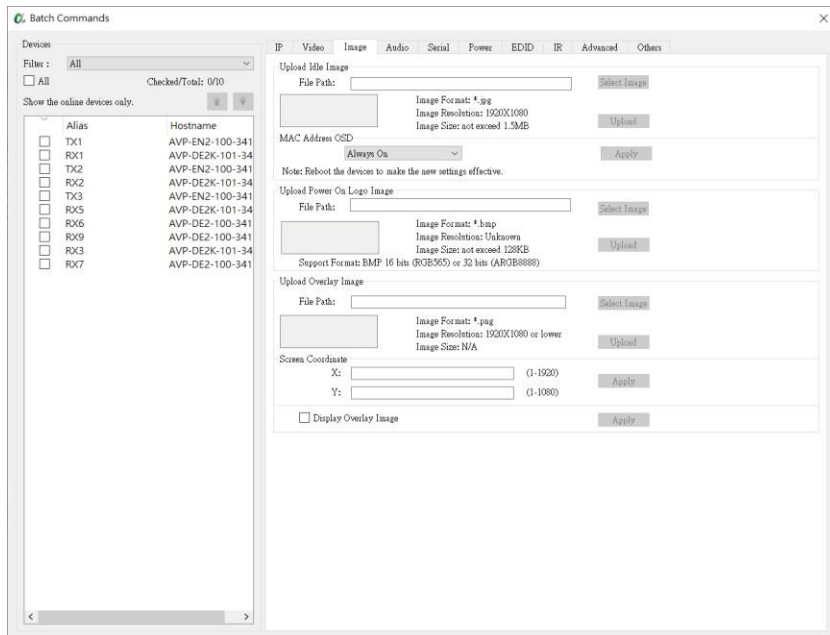 Batch Commands
Devices
Filter : All
All Checked/Total: 0/10
Show the online devices only.
Alias Hostname
TX1 AVP-EN2-100-341
RX1 AVP-DE2K-101-34
TX2 AVP-EN2-100-341
RX2 AVP-DE2K-101-34
TX3 AVP-EN2-100-341
RX5 AVP-DE2K-101-34
RX6 AVP-DE2-100-341
RX9 AVP-DE2-100-341
RX3 AVP-DE2K-101-34
RX7 AVP-DE2-100-341
IP Video Image Audio Serial Power EDID IR Advanced Others
Upload Idle Image
File Path: Select Image
Image Format: *.jpg
Image Resolution: 1920X1080
Image Size: not exceed 1.5MB
Upload
MAC Address OSD
Always On Apply
Note: Reboot the devices to make the new settings effective.
Upload Power On Logo Image
File Path: Select Image
Image Format: *.bmp
Image Resolution: Unknown
Image Size: not exceed 128KB
Upload
Support Format: BMP 16 bits (RGB565) or 32 bits (ARGB8888)
Upload Overlay Image
File Path: Select Image
Image Format: *.png
Image Resolution: 1920X1080 or lower
Image Size: N/A
Upload
Screen Coordinate
X: (1-1920)
Apply
Y: (1-1080)
Display Overlay Image Apply